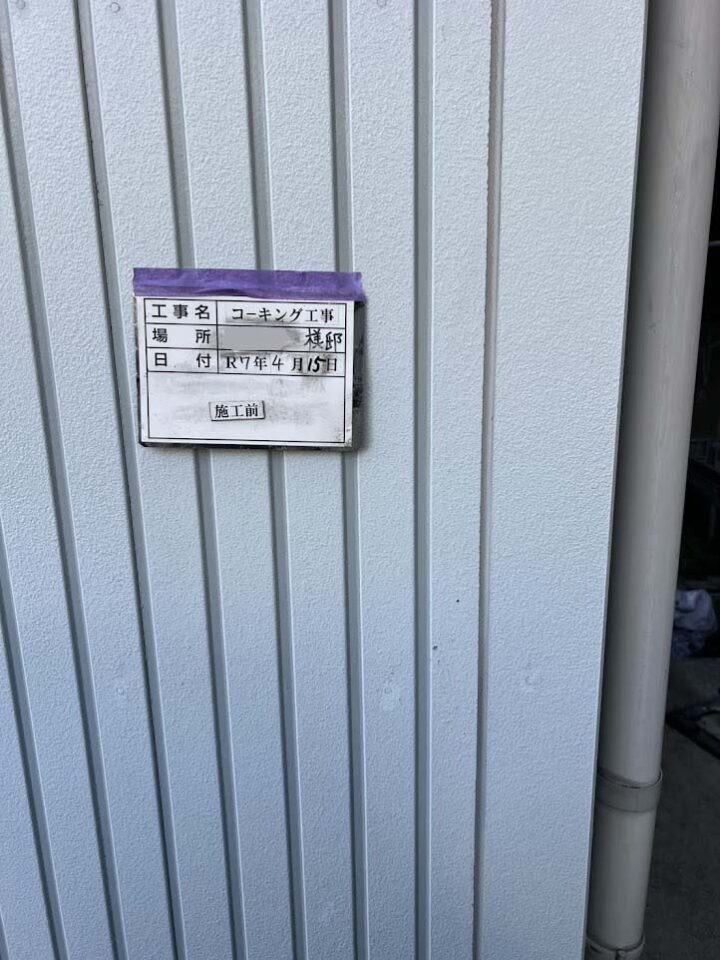 工事名 コーキング工事
場所 様邸
日付 R7年4月15日
施工前